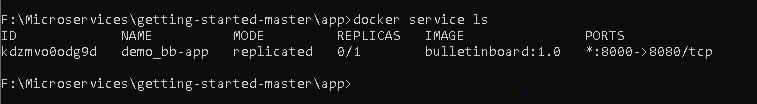 F:\Microservices\getting-started-master\app>docker service ls
ID NAME MODE REPLICAS IMAGE PORTS
kdzmvo0odg9d demo_bb-app replicated 0/1 bulletinboard:1.0 *:8000->8080/tcp
F:\Microservices\getting-started-master\app>